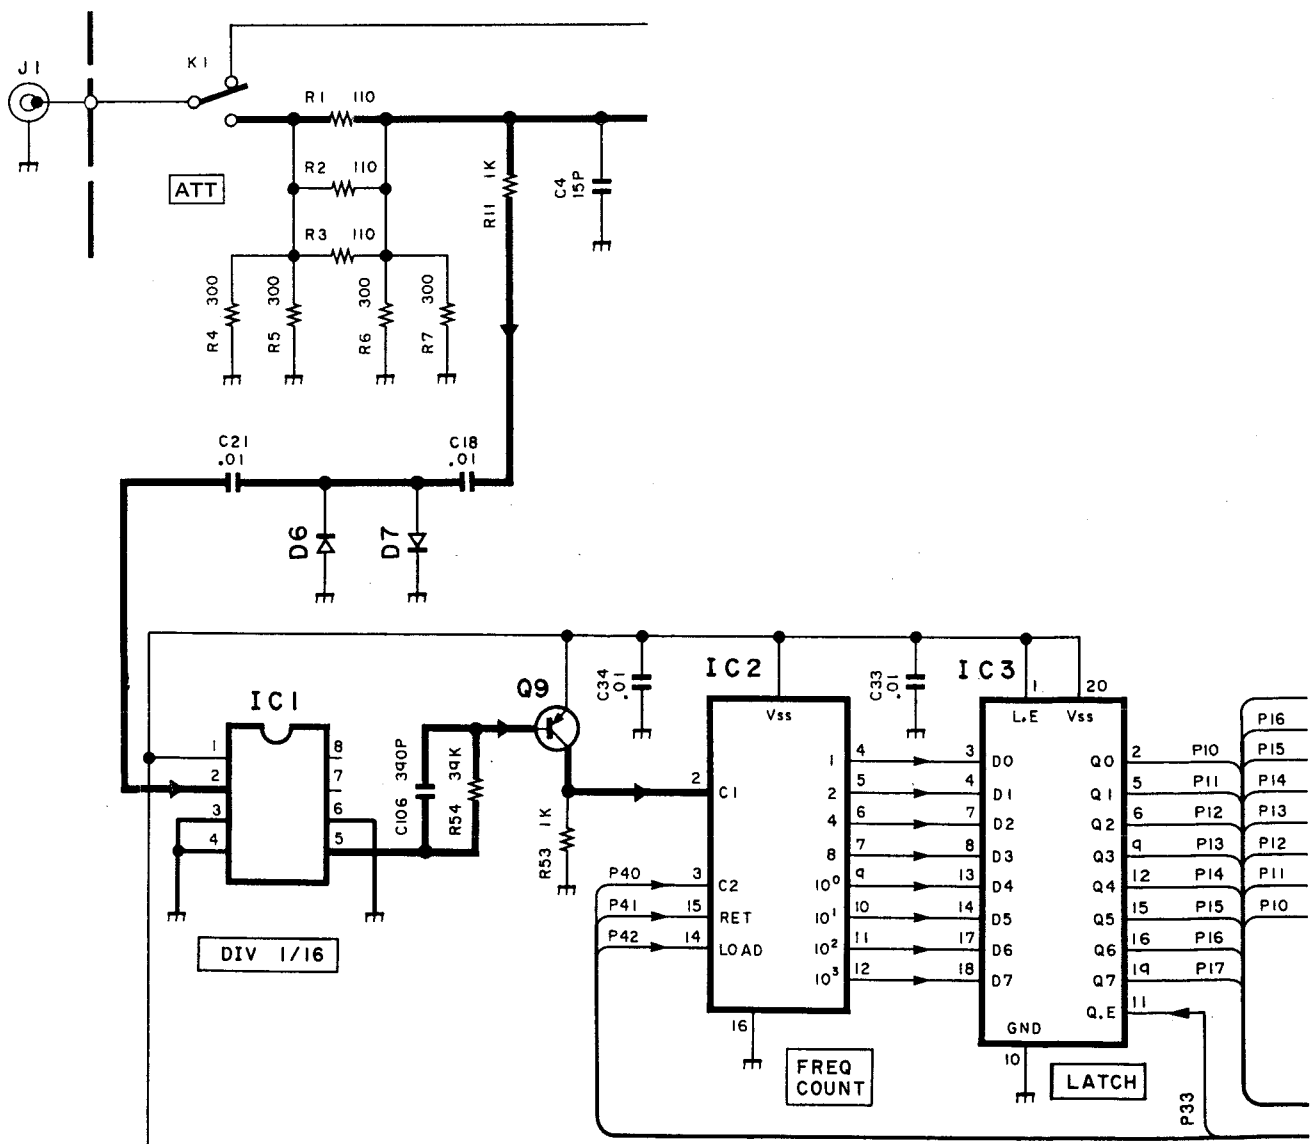 J1
K1
R1 110
R2 110
R3 110
ATT
R11 1K
C4 15P
R4 300
R5 300
R6 300
R7 300
C21
.01
C18
.01
D6
D7
IC1
1
2
3
4
8
7
6
5
DIV 1/16
C106 390P
R54 39K
Q9
R53 1K
C34 .01
IC2
Vss
2 C1
P40 3 C2
P41 15 RET
P42 14 LOAD
1 4
2 5
4 6
8 7
10⁰ 9
10¹ 10
10² 11
10³ 12
16
FREQ
COUNT
C33 .01
IC3
1 20
L.E Vss
3 D0
4 D1
7 D2
8 D3
13 D4
14 D5
17 D6
18 D7
Q0 2 P10
Q1 5 P11
Q2 6 P12
Q3 9 P13
Q4 12 P14
Q5 15 P15
Q6 16 P16
Q7 19 P17
Q.E 11
GND
10
LATCH
P33
P16
P15
P14
P13
P12
P11
P10